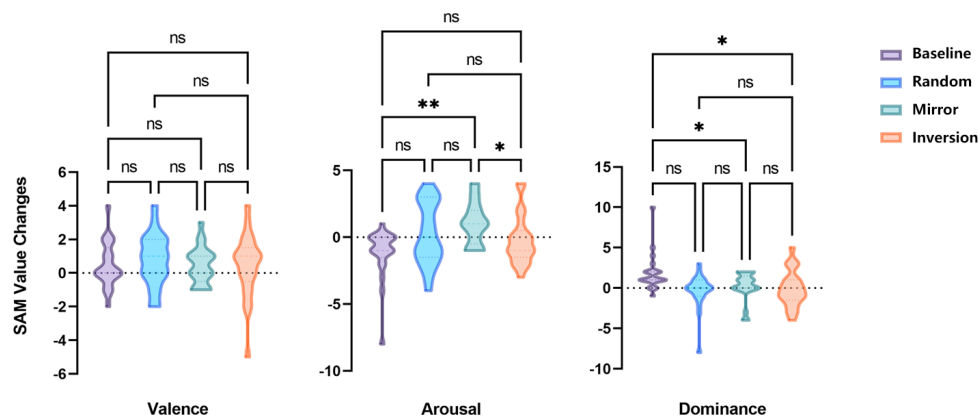 SAM Value Changes
6
4
2
0
-2
-4
-6
ns
ns
ns
ns
ns
ns
Valence
5
0
-5
-10
ns
ns
**
ns
ns
*
Arousal
15
10
5
0
-5
-10
*
ns
*
ns
ns
ns
Dominance
Baseline
Random
Mirror
Inversion